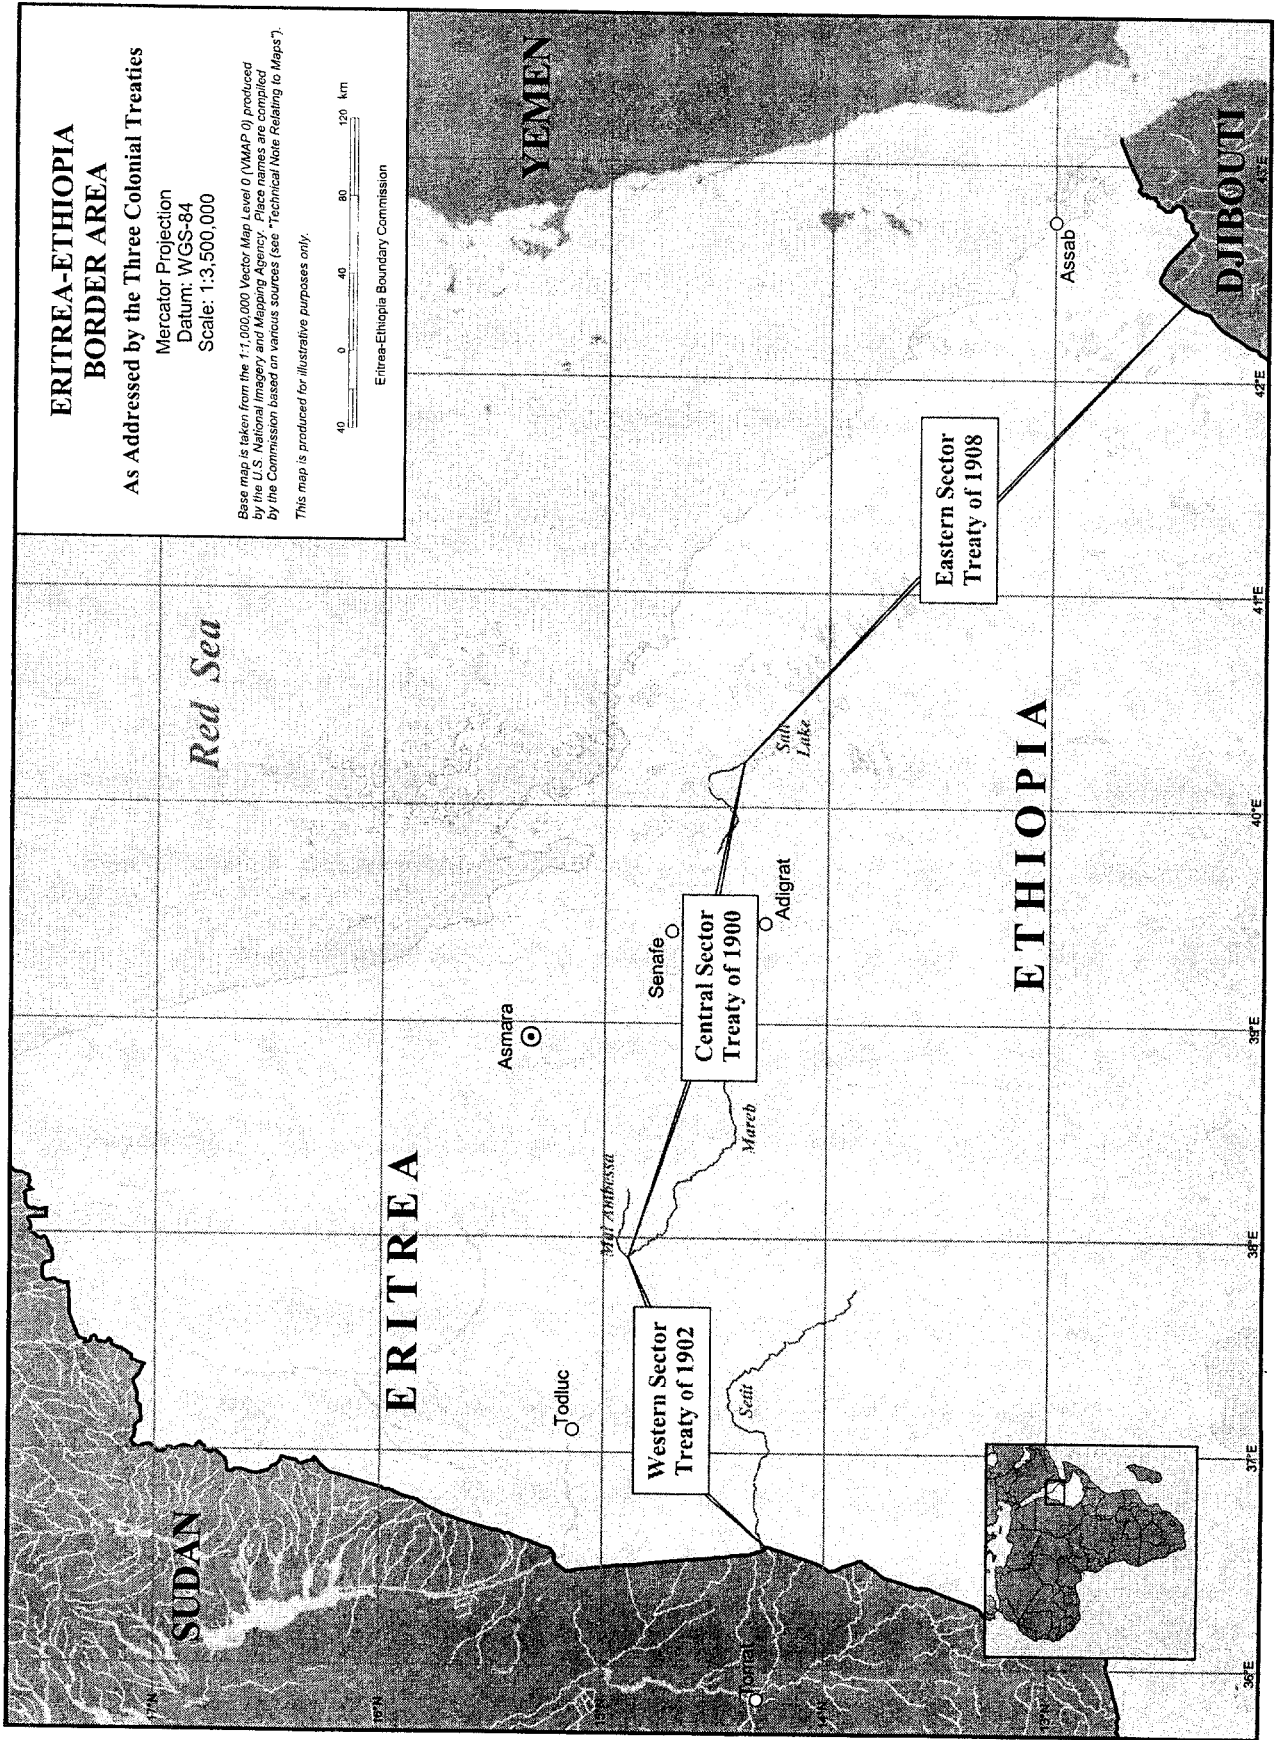 ERITREA-ETHIOPIA
BORDER AREA
As Addressed by the Three Colonial Treaties
Mercator Projection
Datum: WGS-84
Scale: 1:3,500,000
Base map is taken from the 1:1,000,000 Vector Map Level 0 (VMAP 0) produced
by the U.S. National Imagery and Mapping Agency. Place names are compiled
by the Commission based on various sources (see "Technical Note Relating to Maps").
This map is produced for illustrative purposes only.
40 0 40 80 120 km
Eritrea-Ethiopia Boundary Commission
SUDAN
Red Sea
YEMEN
ERITREA
Asmara
Todluc
Mai Ambessa
Senafe
Western Sector
Treaty of 1902
Central Sector
Treaty of 1900
Mareb
Setit
Adigrat
Salt
Lake
Tomat
Eastern Sector
Treaty of 1908
Assab
ETHIOPIA
DJIBOUTI
17°N
16°N
15°N
14°N
13°N
36°E
37°E
38°E
39°E
40°E
41°E
42°E
43°E